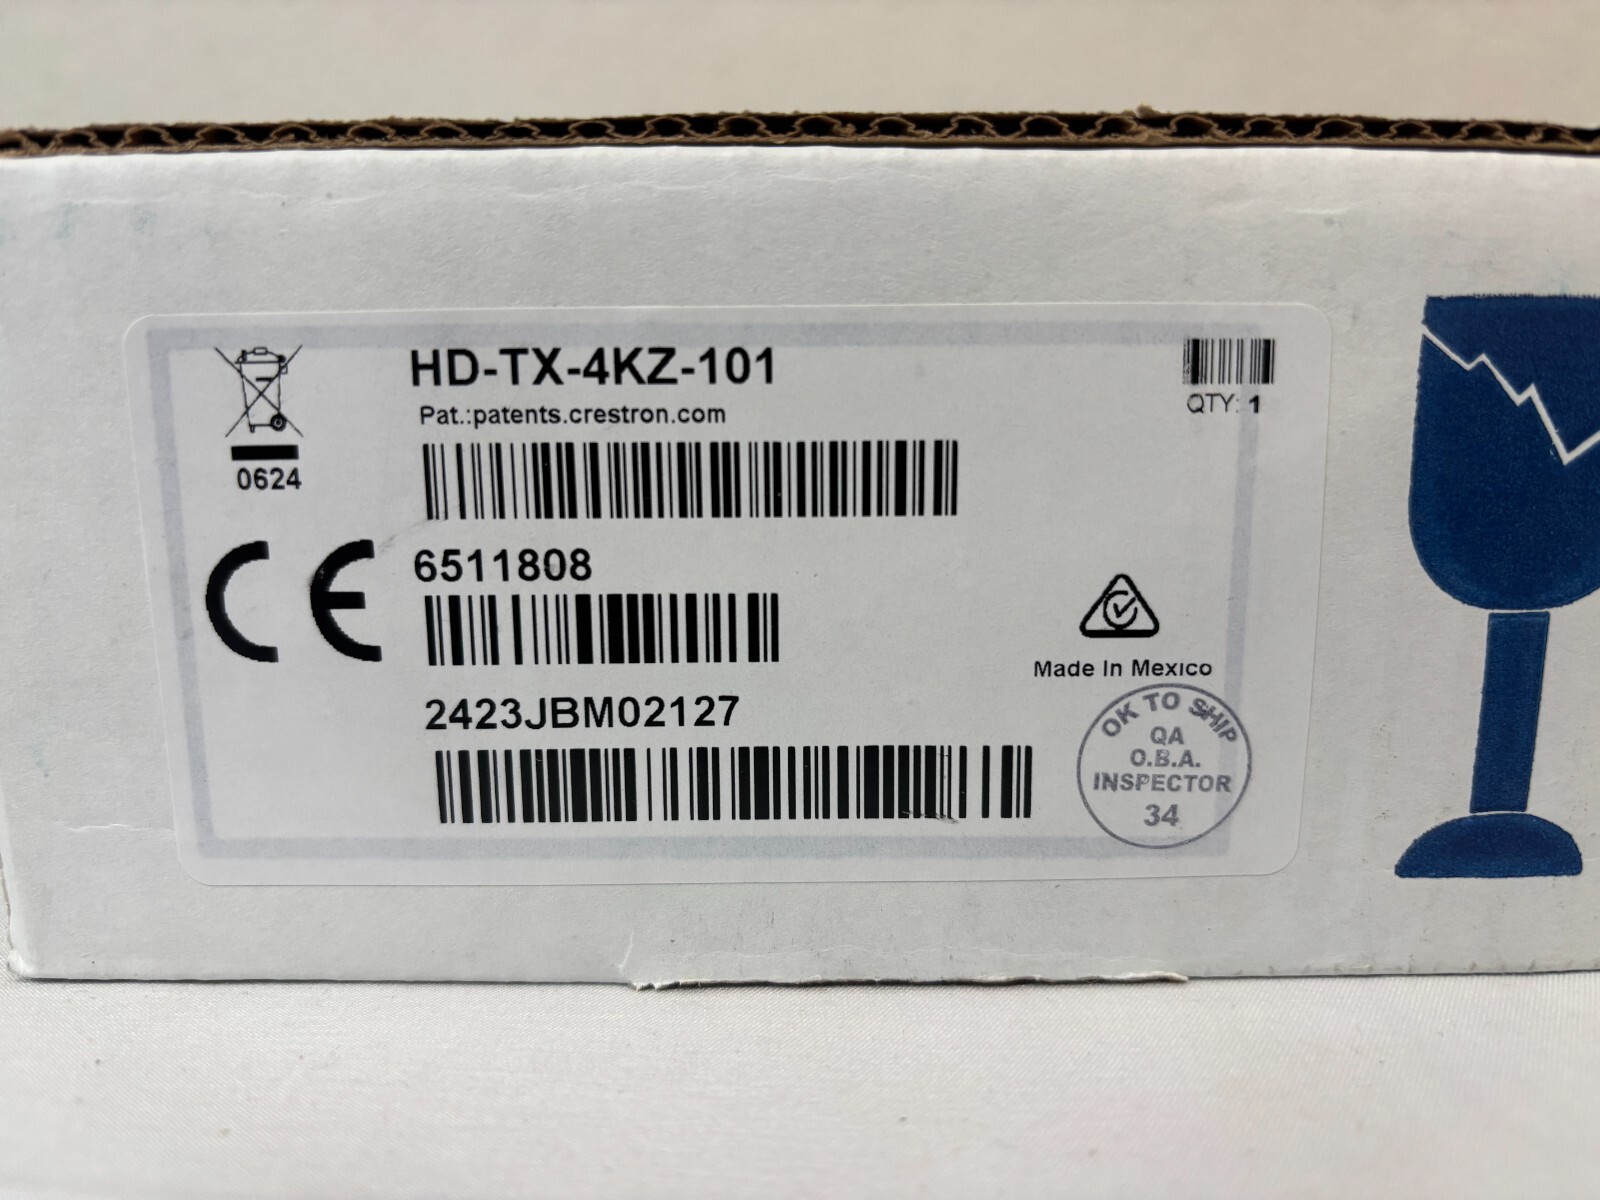 HD-TX-4KZ-101
Pat.:patents.crestron.com
QTY: 1
0624
CE
6511808
2423JBM02127
Made In Mexico
OK TO SHIP
QA
O.B.A.
INSPECTOR
34